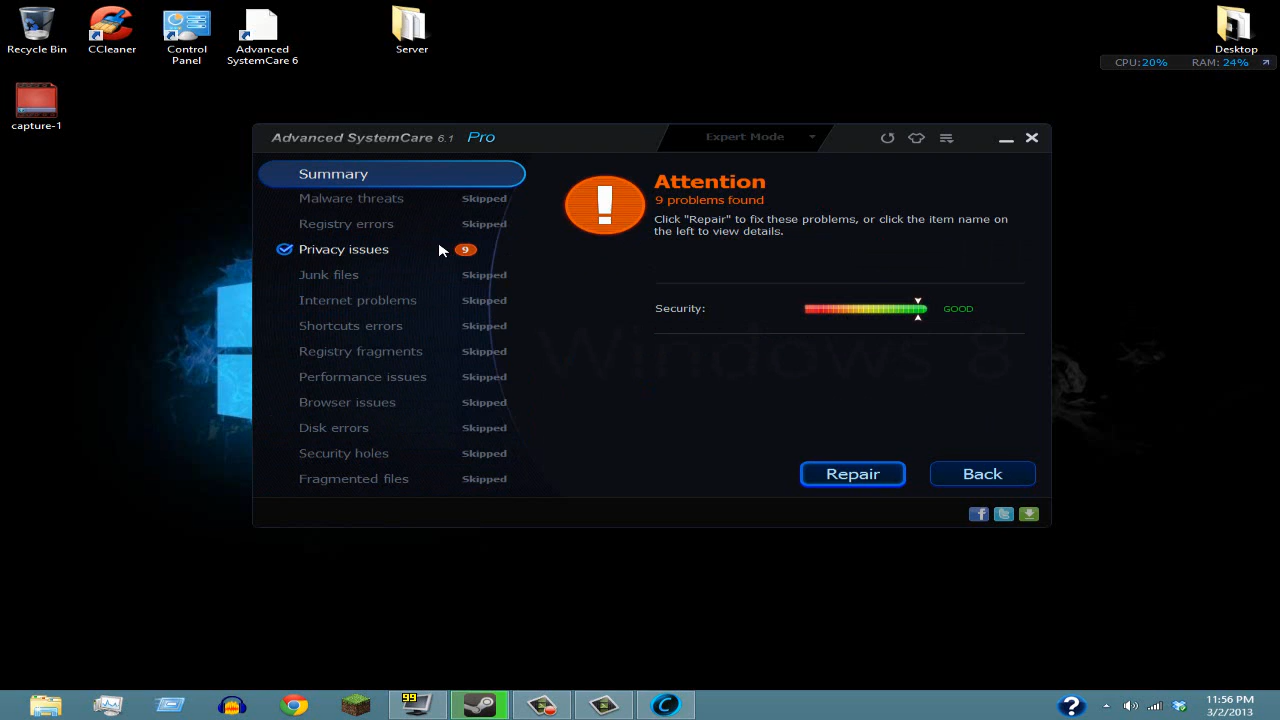 Recycle Bin
CCleaner
Control
Panel
Advanced
SystemCare 6
Server
Desktop
CPU:20% RAM: 24%
capture-1
Advanced SystemCare 6.1 Pro
Expert Mode
Summary
Malware threats Skipped
Registry errors Skipped
Privacy issues 9
Junk files Skipped
Internet problems Skipped
Shortcuts errors Skipped
Registry fragments Skipped
Performance issues Skipped
Browser issues Skipped
Disk errors Skipped
Security holes Skipped
Fragmented files Skipped
Attention
9 problems found
Click "Repair" to fix these problems, or click the item name on
the left to view details.
Security: GOOD
Windows 8
Repair
Back
99
11:56 PM
3/2/2013